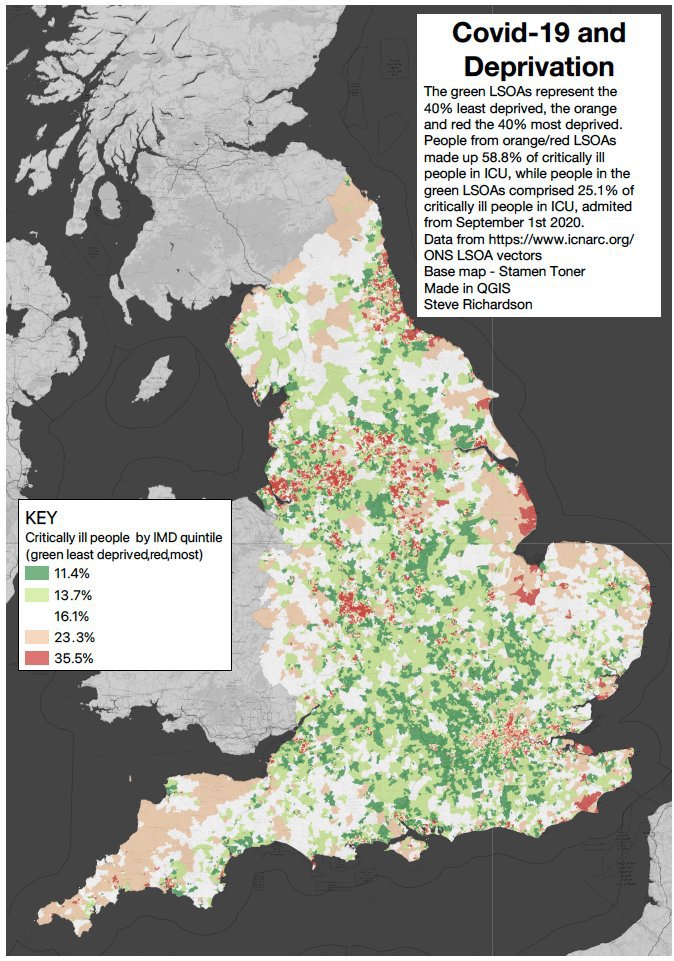 Covid-19 and
Deprivation
The green LSOAs represent the
40% least deprived, the orange
and red the 40% most deprived.
People from orange/red LSOAs
made up 58.8% of critically ill
people in ICU, while people in the
green LSOAs comprised 25.1% of
critically ill people in ICU, admited
from September 1st 2020.
Data from https://www.icnarc.org/
ONS LSOA vectors
Base map - Stamen Toner
Made in QGIS
Steve Richardson
KEY
Critically ill people by IMD quintile
(green least deprived,red,most)
11.4%
13.7%
16.1%
23.3%
35.5%